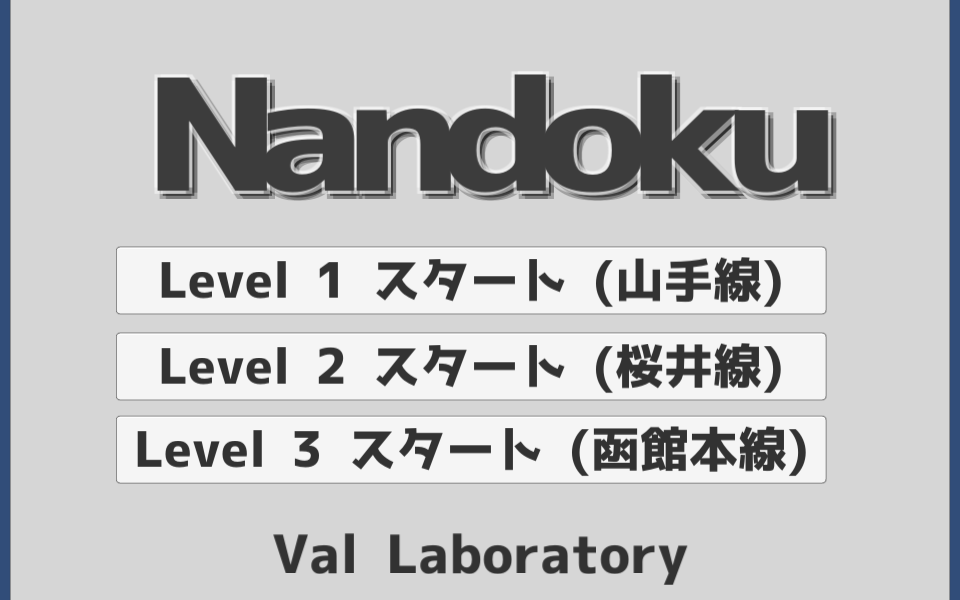 Nandoku
Level 1 スタート (山手線)
Level 2 スタート (桜井線)
Level 3 スタート (函館本線)
Val Laboratory